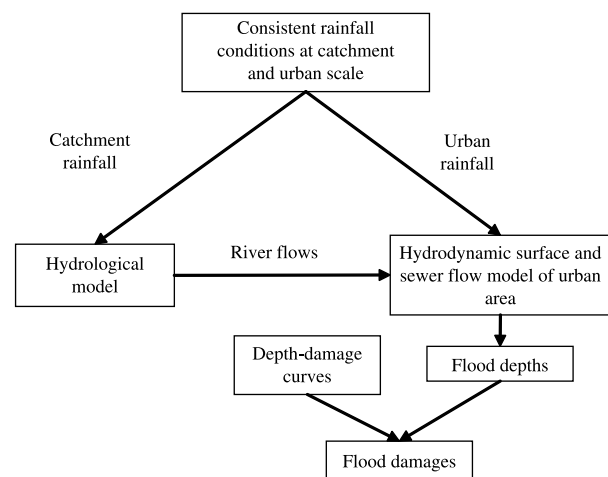 Consistent rainfall
conditions at catchment
and urban scale
Catchment
rainfall
Urban
rainfall
Hydrological
model
River flows
Hydrodynamic surface and
sewer flow model of urban
area
Depth-damage
curves
Flood depths
Flood damages